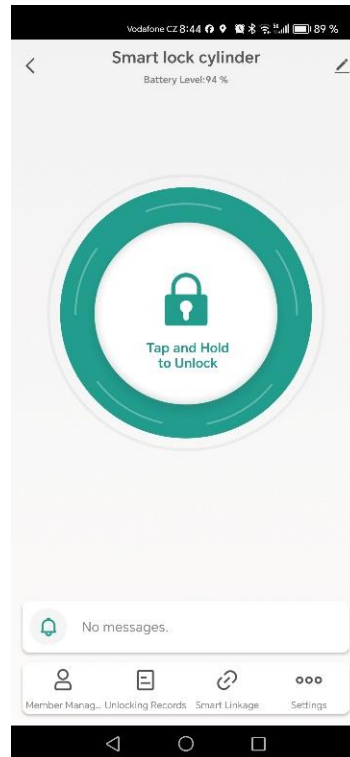 Vodafone CZ 8:44 89 %
Smart lock cylinder
Battery Level:94 %
Tap and Hold
to Unlock
No messages.
Member Manag... Unlocking Records Smart Linkage Settings